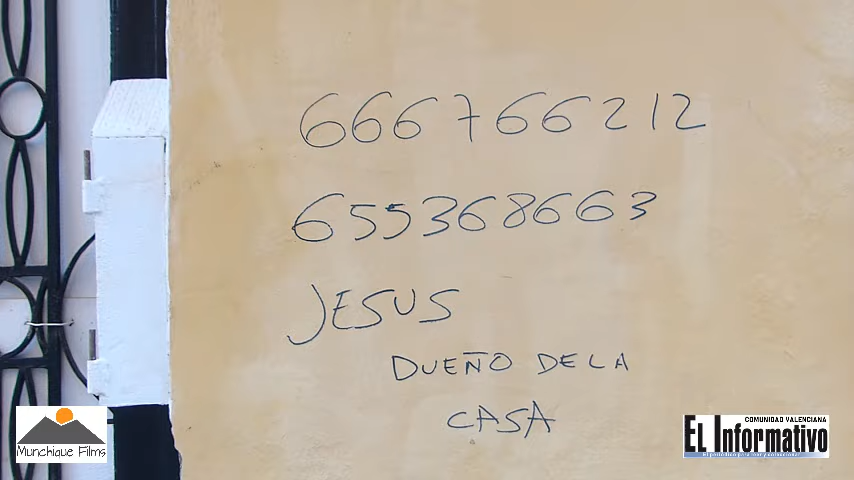 666766212
655368663
JESUS
DUEÑO DE LA
CASA
Munchique Films
COMUNIDAD VALENCIANA
EL Informativo